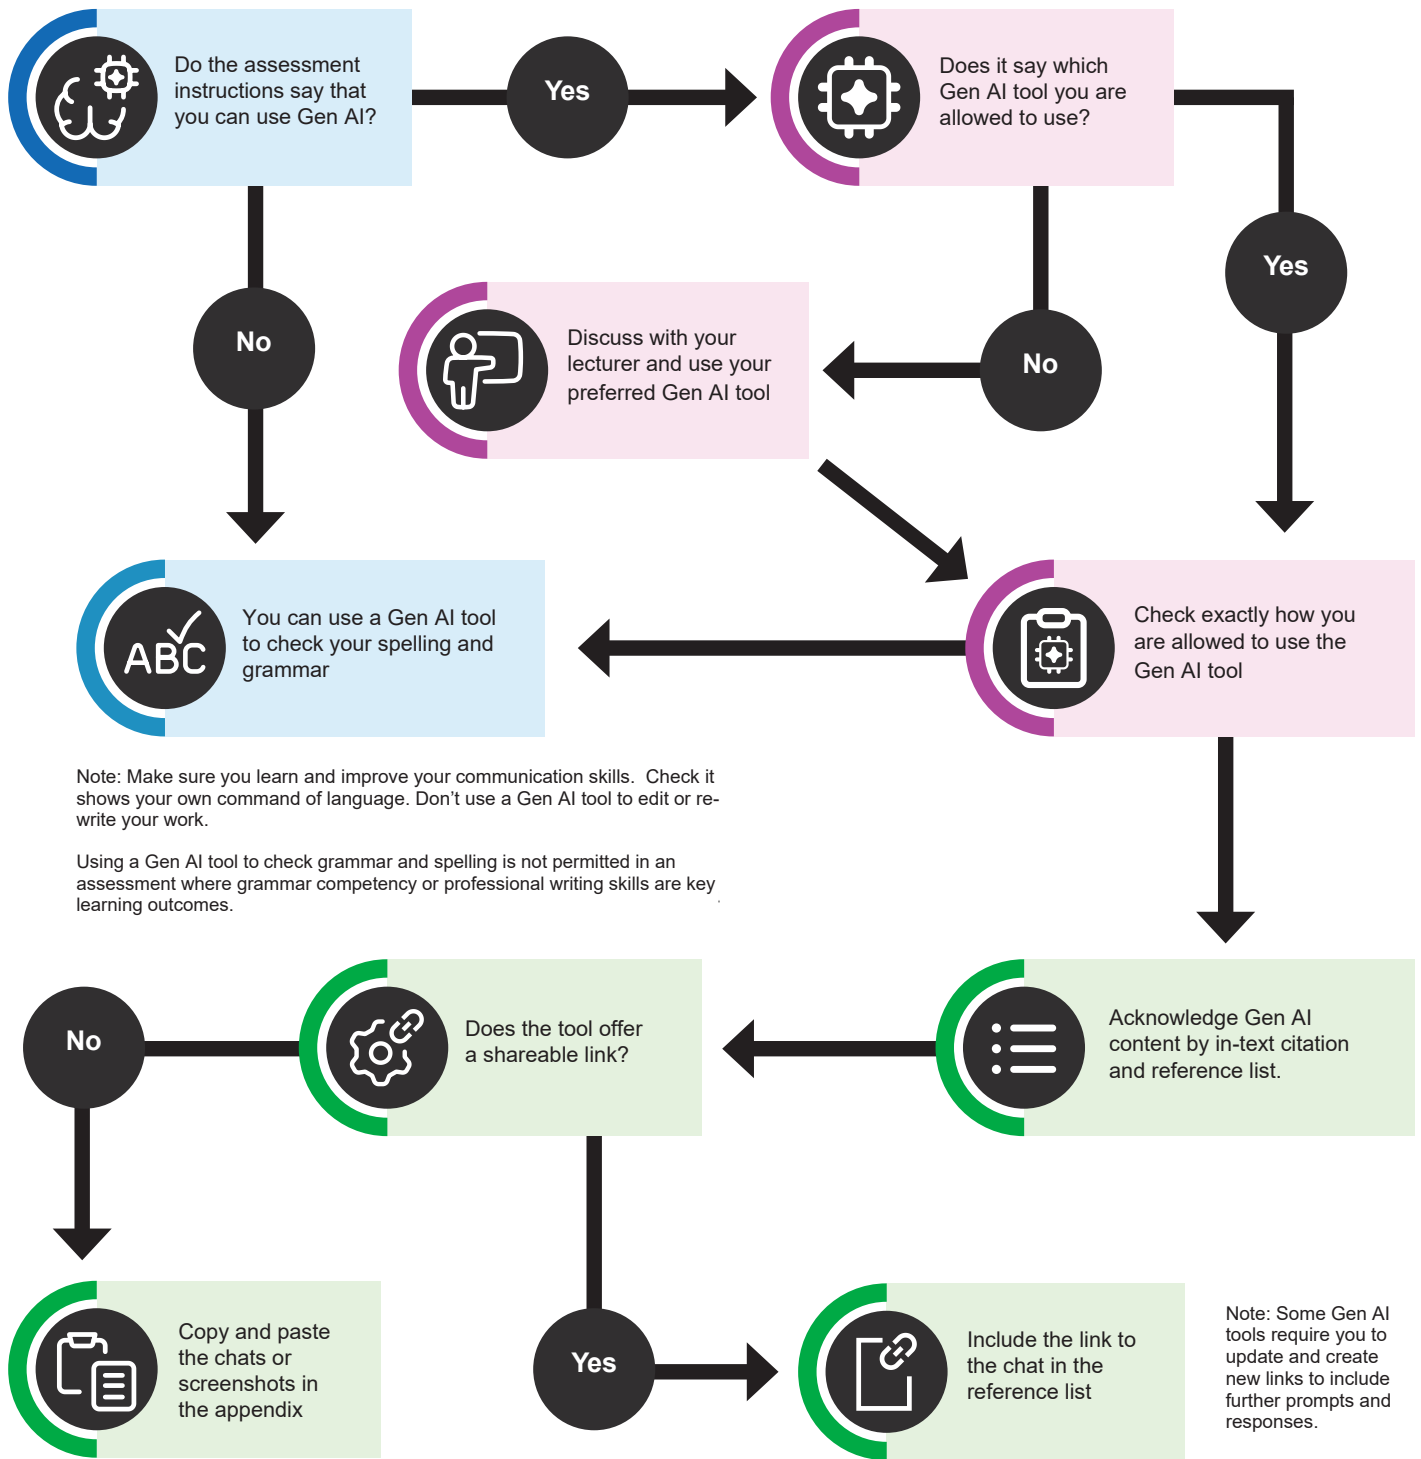 Do the assessment
instructions say that
you can use Gen AI?
Yes
Does it say which
Gen AI tool you are
allowed to use?
Yes
No
Discuss with your
lecturer and use your
preferred Gen AI tool
No
ABC
You can use a Gen AI tool
to check your spelling and
grammar
Check exactly how you
are allowed to use the
Gen AI tool
Note: Make sure you learn and improve your communication skills.  Check it
shows your own command of language. Don’t use a Gen AI tool to edit or re-
write your work.
Using a Gen AI tool to check grammar and spelling is not permitted in an
assessment where grammar competency or professional writing skills are key
learning outcomes.
No
Does the tool offer
a shareable link?
Acknowledge Gen AI
content by in-text citation
and reference list.
Copy and paste
the chats or
screenshots in
the appendix
Yes
Include the link to
the chat in the
reference list
Note: Some Gen AI
tools require you to
update and create
new links to include
further prompts and
responses.